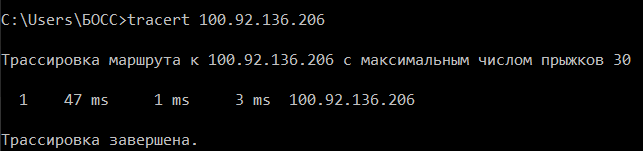 C:\Users\БОСС>tracert 100.92.136.206
Трассировка маршрута к 100.92.136.206 с максимальным числом прыжков 30
1 47 ms 1 ms 3 ms 100.92.136.206
Трассировка завершена.